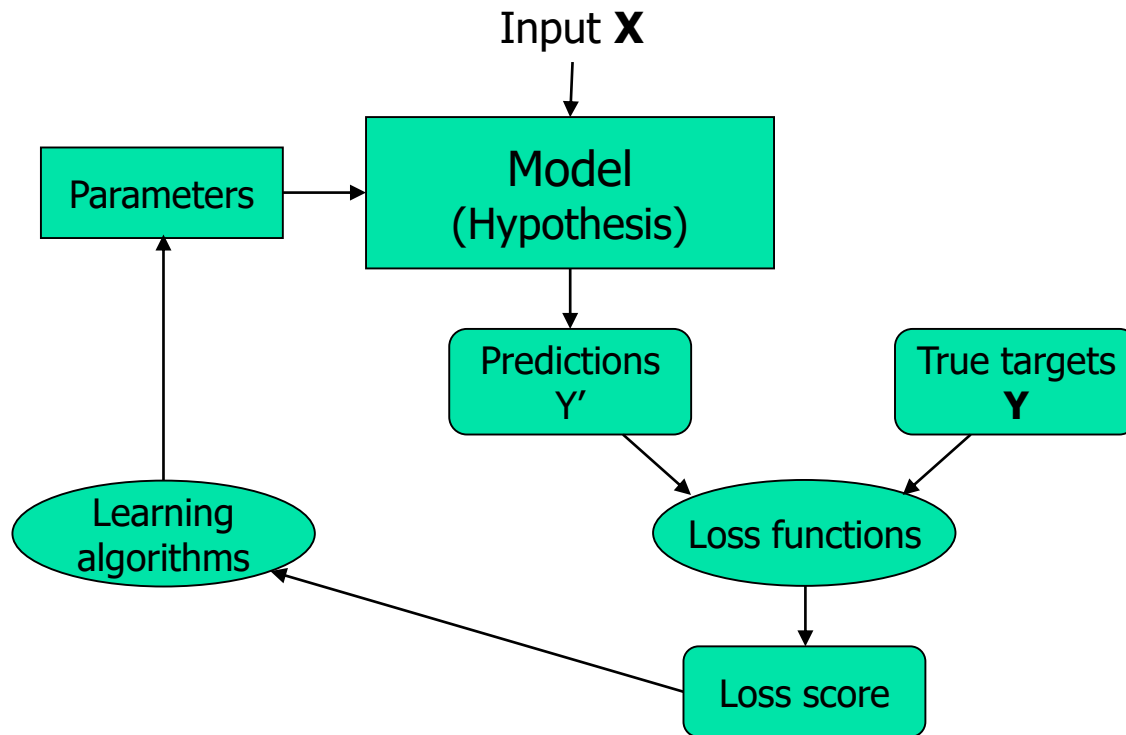 Input X
Model
(Hypothesis)
Parameters
Predictions
Y’
True targets
Y
Learning
algorithms
Loss functions
Loss score